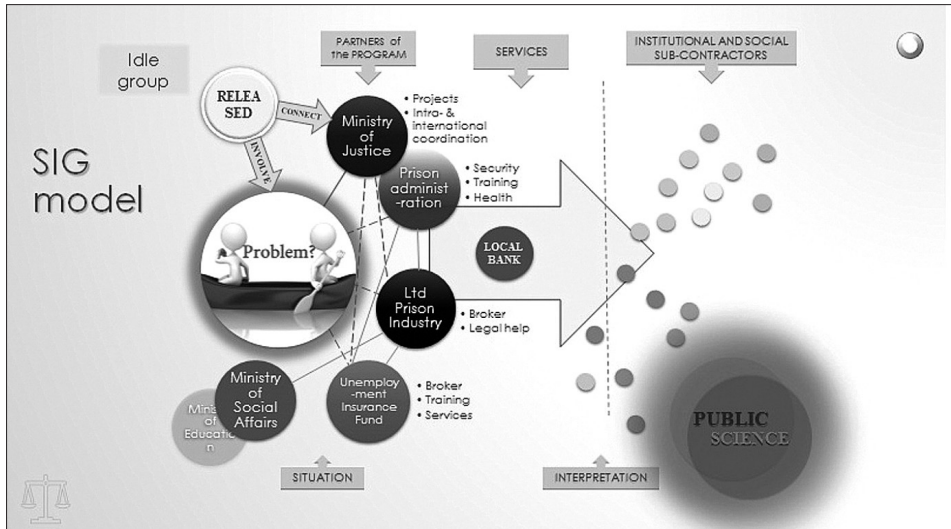 Idle
group
SIG
model
PARTNERS of
the PROGRAM
SERVICES
INSTITUTIONAL AND SOCIAL
SUB-CONTRACTORS
RELEA
SED
CONNECT
INVOLVE
Ministry
of
Justice
• Projects
• Intra- &
international
coordination
Prison
administ
-ration
• Security
• Training
• Health
Problem?
LOCAL
BANK
Ltd
Prison
Industry
• Broker
• Legal help
Ministry
of
Social
Affairs
Unemploy
-ment
Insurance
Fund
• Broker
• Training
• Services
of
Educatio
n
PUBLIC
SCIENCE
SITUATION
INTERPRETATION